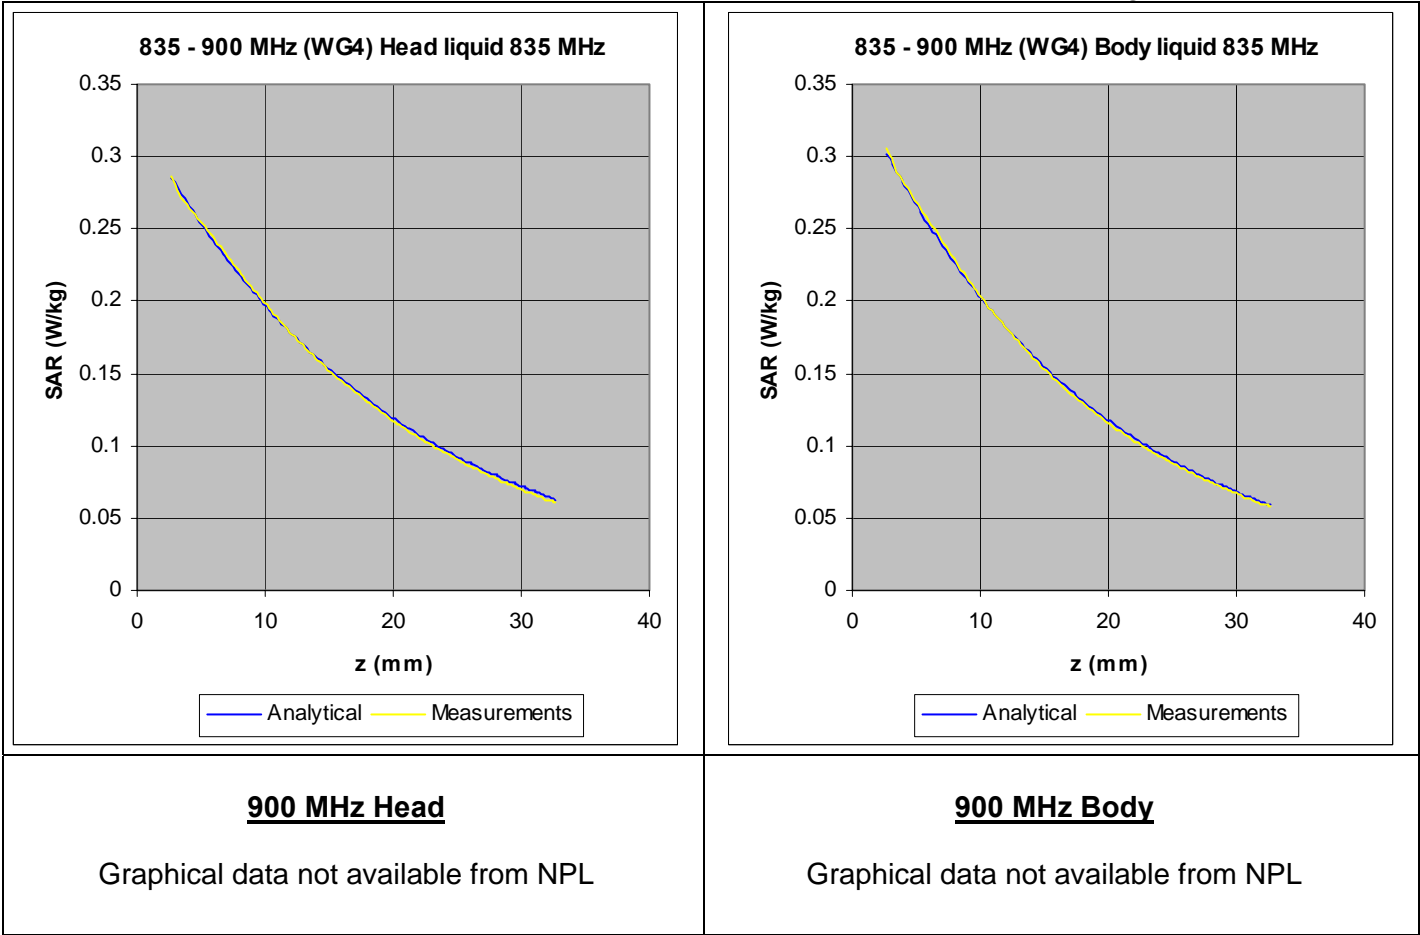 835 - 900 MHz (WG4) Head liquid 835 MHz
0.35
0.3
0.25
0.2
0.15
0.1
0.05
0
SAR (W/kg)
0 10 20 30 40
z (mm)
Analytical Measurements
835 - 900 MHz (WG4) Body liquid 835 MHz
0.35
0.3
0.25
0.2
0.15
0.1
0.05
0
SAR (W/kg)
0 10 20 30 40
z (mm)
Analytical Measurements
900 MHz Head
Graphical data not available from NPL
900 MHz Body
Graphical data not available from NPL